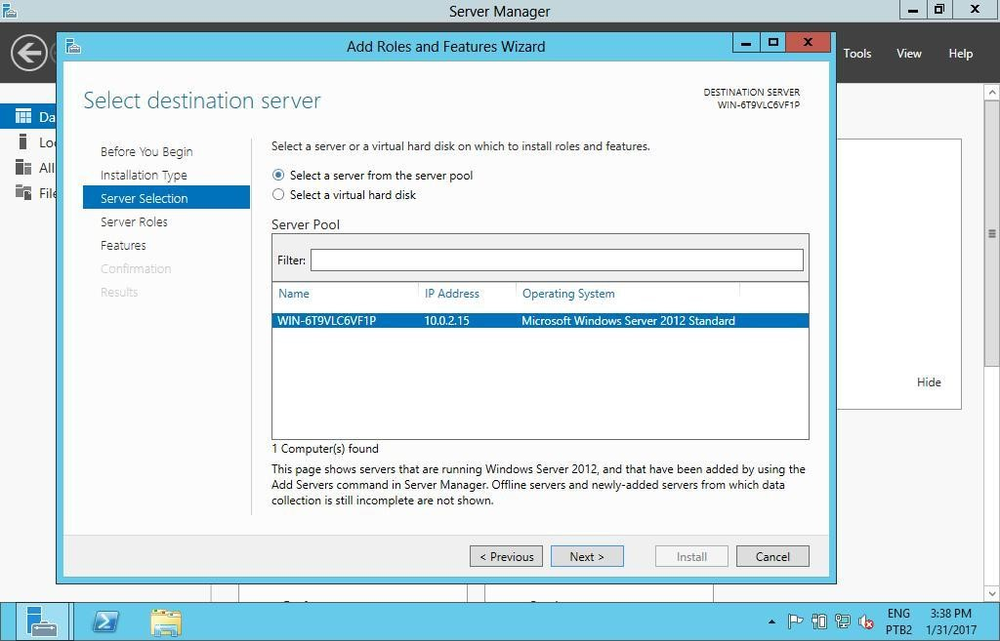 Server Manager
Add Roles and Features Wizard
Tools View Help
Select destination server
DESTINATION SERVER
WIN-6T9VLC6VF1P
Before You Begin
Installation Type
Server Selection
Server Roles
Features
Confirmation
Results
Select a server or a virtual hard disk on which to install roles and features.
Select a server from the server pool
Select a virtual hard disk
Server Pool
Filter:
Name IP Address Operating System
WIN-6T9VLC6VF1P 10.0.2.15 Microsoft Windows Server 2012 Standard
1 Computer(s) found
This page shows servers that are running Windows Server 2012, and that have been added by using the
Add Servers command in Server Manager. Offline servers and newly-added servers from which data
collection is still incomplete are not shown.
< Previous Next > Install Cancel
Da
Loc
All
File
Hide
ENG 3:38 PM
PTB2 1/31/2017